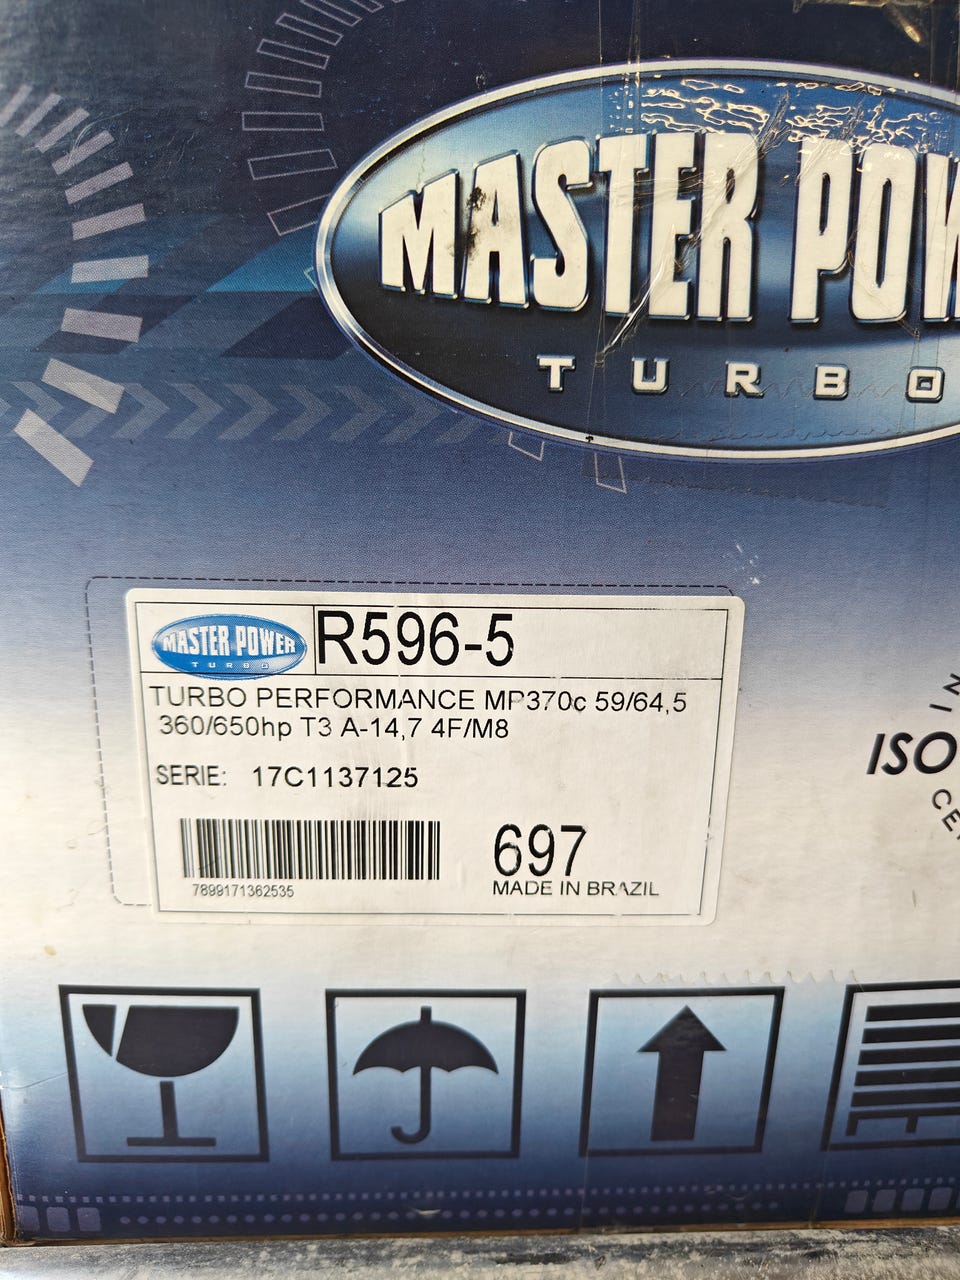 MASTER POW
TURBO
MASTER POWER
TURBO
R596-5
TURBO PERFORMANCE MP370c 59/64,5
360/650hp T3 A-14,7 4F/M8
SERIE: 17C1137125
7899171362535
697
MADE IN BRAZIL
ISO